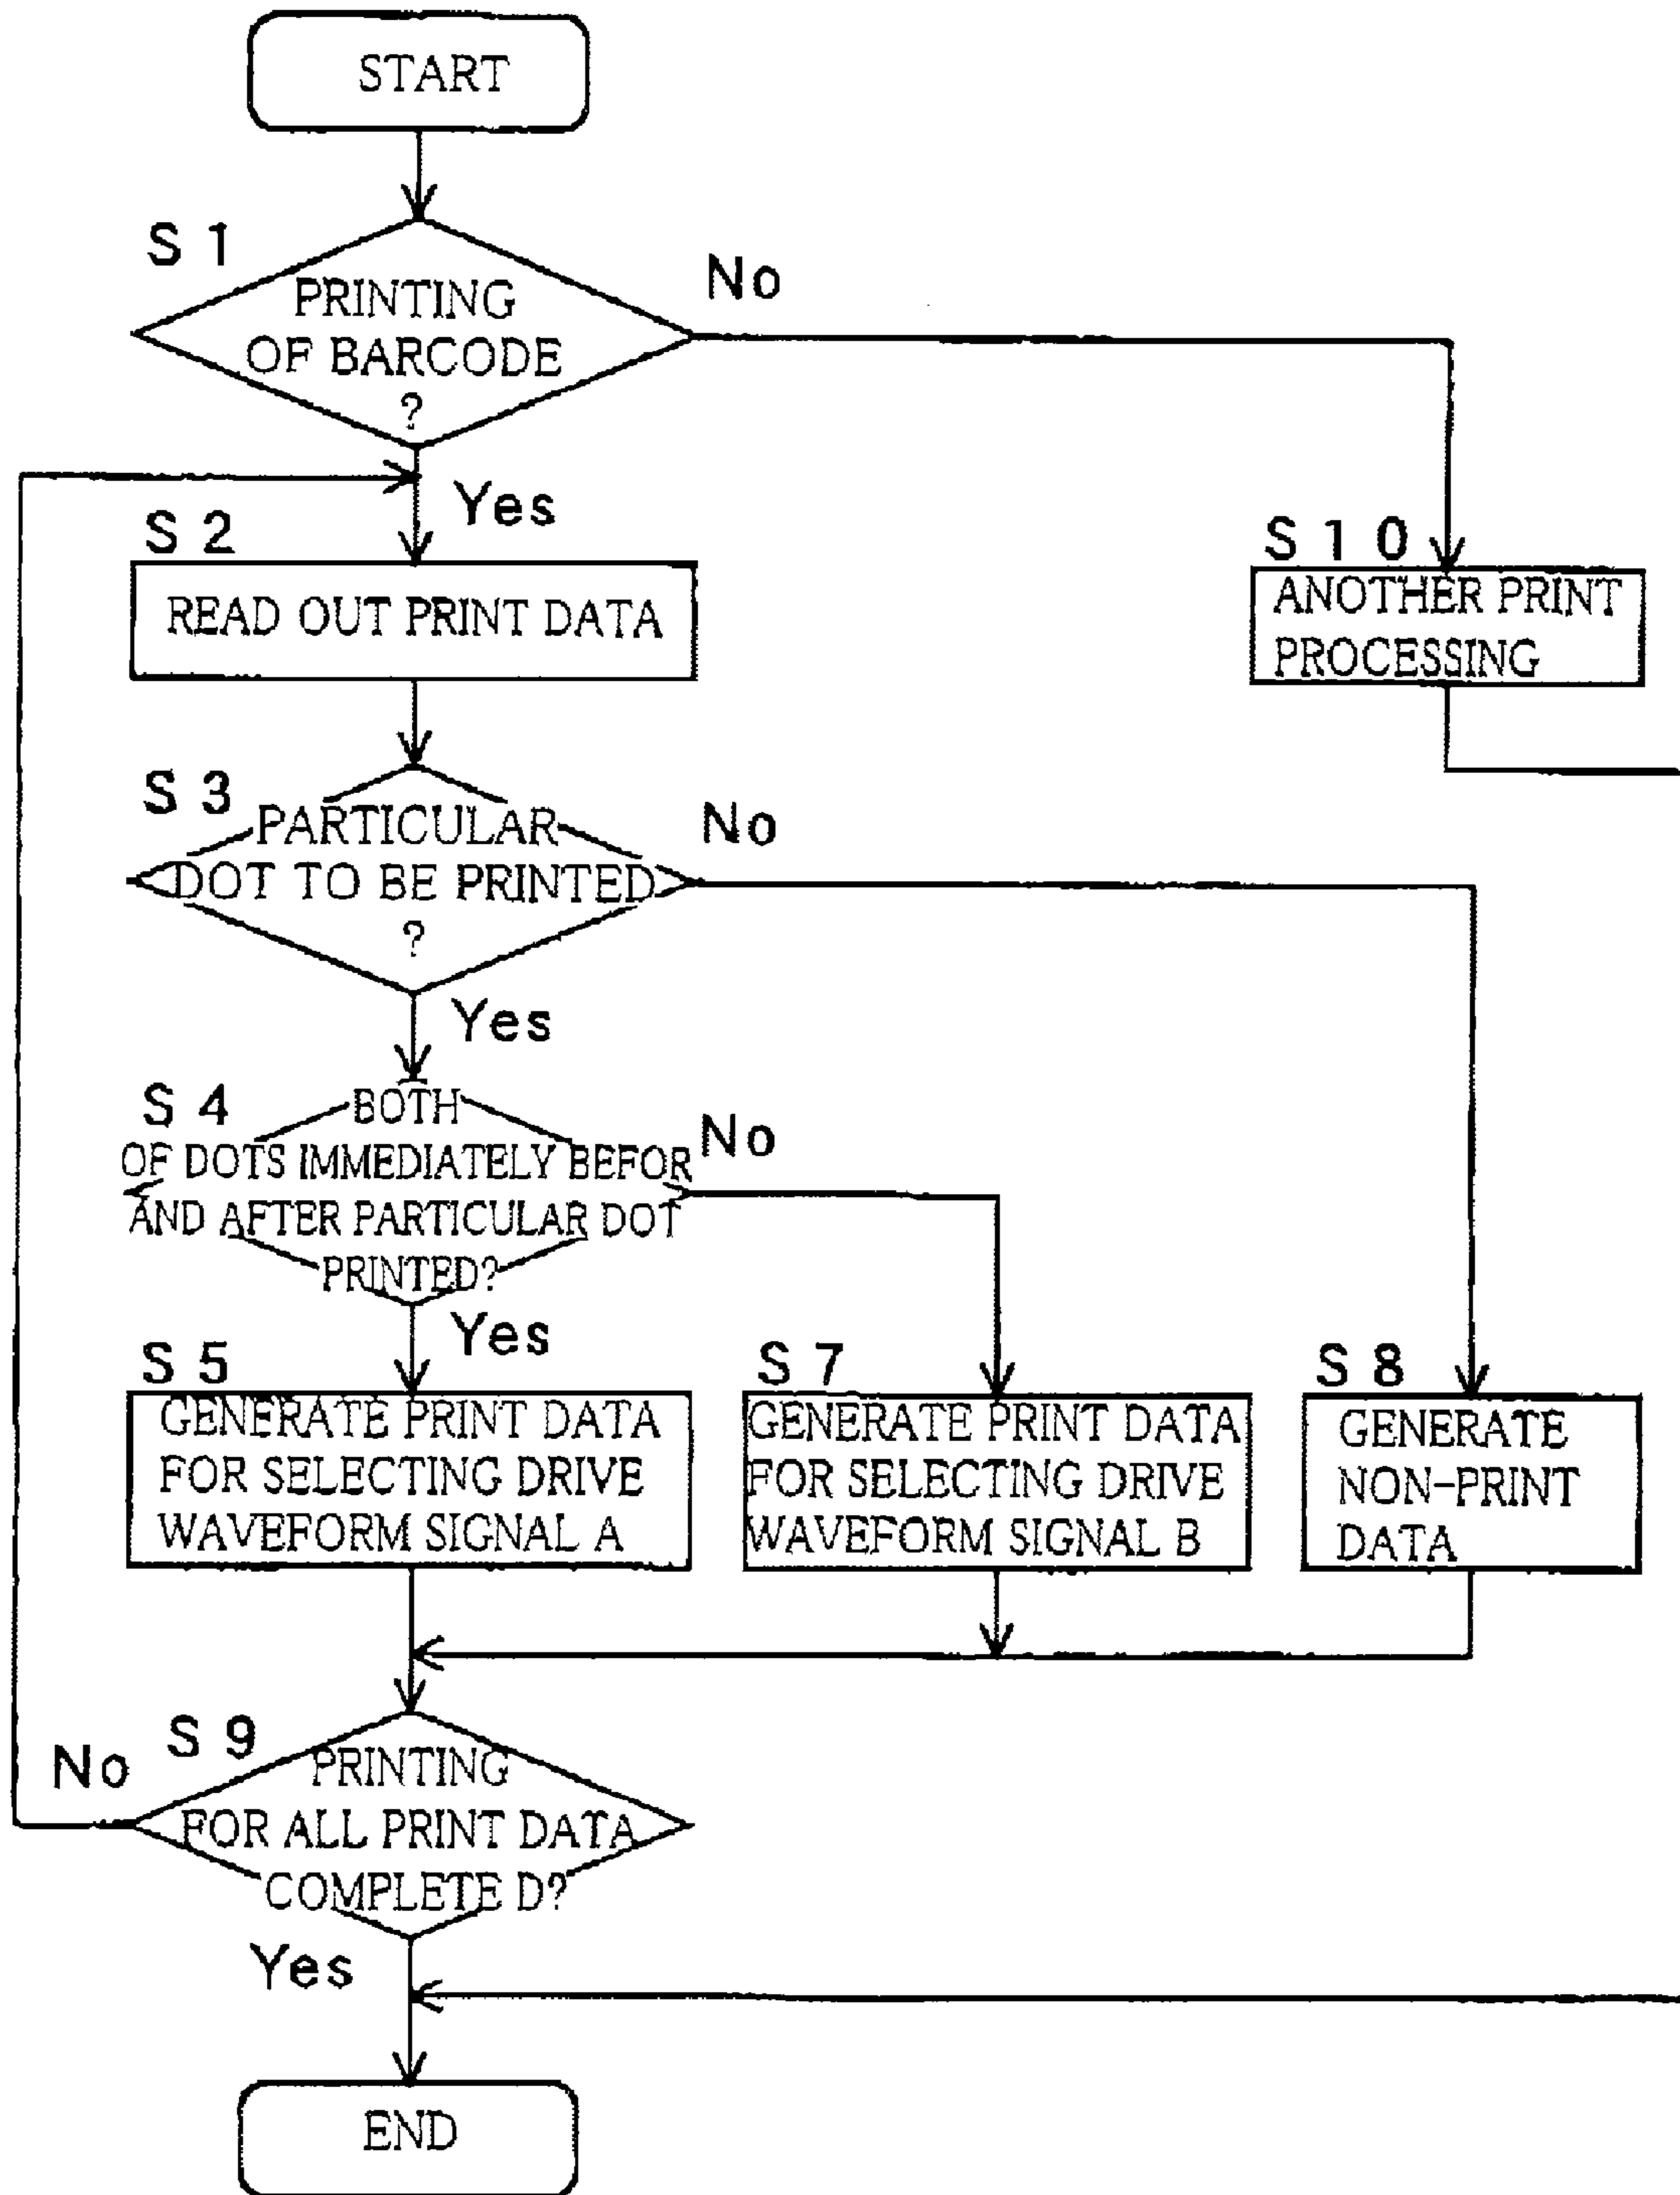 START
S 1
PRINTING
OF BARCODE
?
No
Yes
S 2
READ OUT PRINT DATA
S 1 0
ANOTHER PRINT
PROCESSING
S 3
PARTICULAR
DOT TO BE PRINTED
?
No
Yes
S 4
BOTH
OF DOTS IMMEDIATELY BEFOR
AND AFTER PARTICULAR DOT
PRINTED?
No
Yes
S 5
GENERATE PRINT DATA
FOR SELECTING DRIVE
WAVEFORM SIGNAL A
S 7
GENERATE PRINT DATA
FOR SELECTING DRIVE
WAVEFORM SIGNAL B
S 8
GENERATE
NON-PRINT
DATA
S 9
PRINTING
FOR ALL PRINT DATA
COMPLETE D?
No
Yes
END